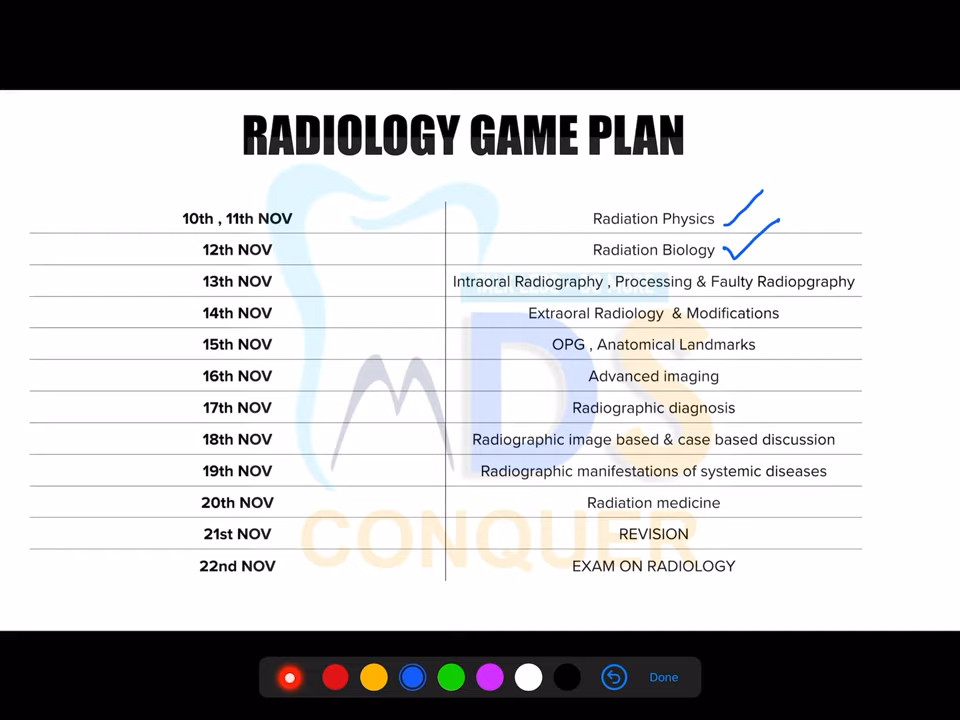 RADIOLOGY GAME PLAN
10th , 11th NOV Radiation Physics
12th NOV Radiation Biology
13th NOV Intraoral Radiography , Processing & Faulty Radiopgraphy
14th NOV Extraoral Radiology & Modifications
15th NOV OPG , Anatomical Landmarks
16th NOV Advanced imaging
17th NOV Radiographic diagnosis
18th NOV Radiographic image based & case based discussion
19th NOV Radiographic manifestations of systemic diseases
20th NOV Radiation medicine
21st NOV REVISION
22nd NOV EXAM ON RADIOLOGY
MDS
CONQUER
Done